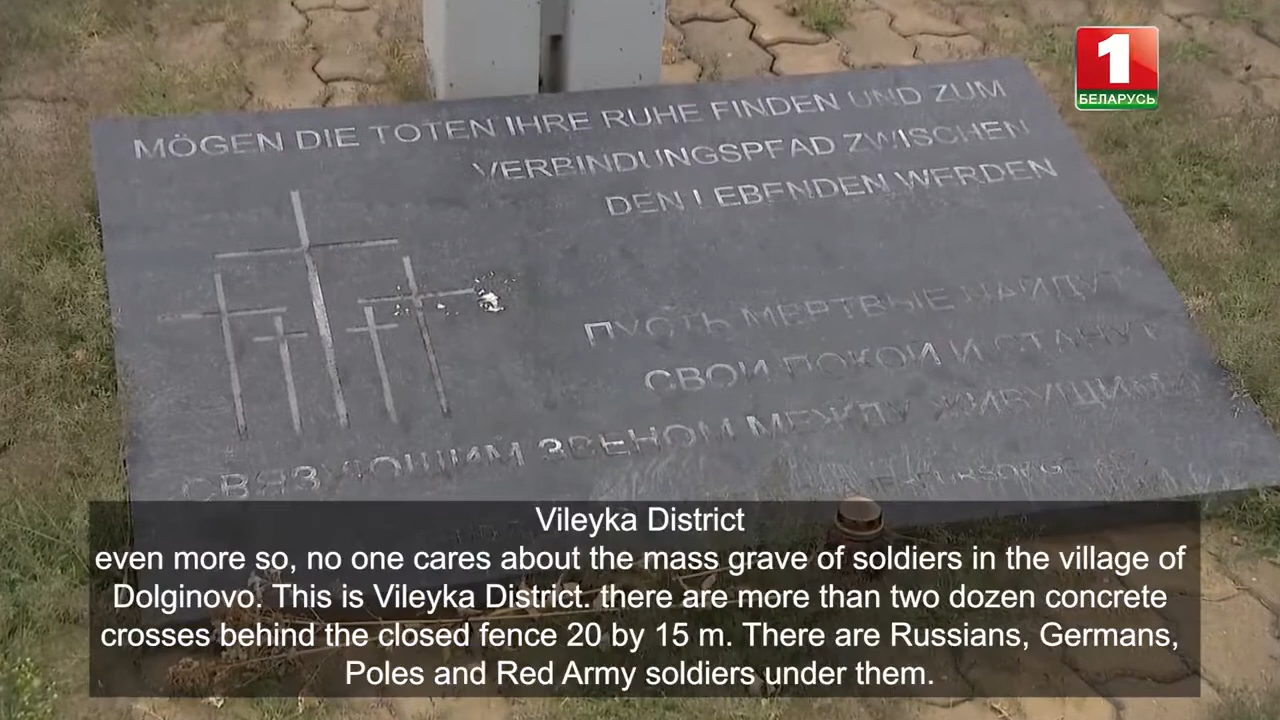 1
БЕЛАРУСЬ
MÖGEN DIE TOTEN IHRE RUHE FINDEN UND ZUM
VERBINDUNGSPFAD ZWISCHEN
DEN LEBENDEN WERDEN
ПУСТЬ МЕРТВЫЕ НАЙДУТ
СВОЙ ПОКОЙ И СТАНУТ
СВЯЗУЮЩИМ ЗВЕНОМ МЕЖДУ ЖИВУЩИМИ
Vileyka District
even more so, no one cares about the mass grave of soldiers in the village of
Dolginovo. This is Vileyka District. there are more than two dozen concrete
crosses behind the closed fence 20 by 15 m. There are Russians, Germans,
Poles and Red Army soldiers under them.